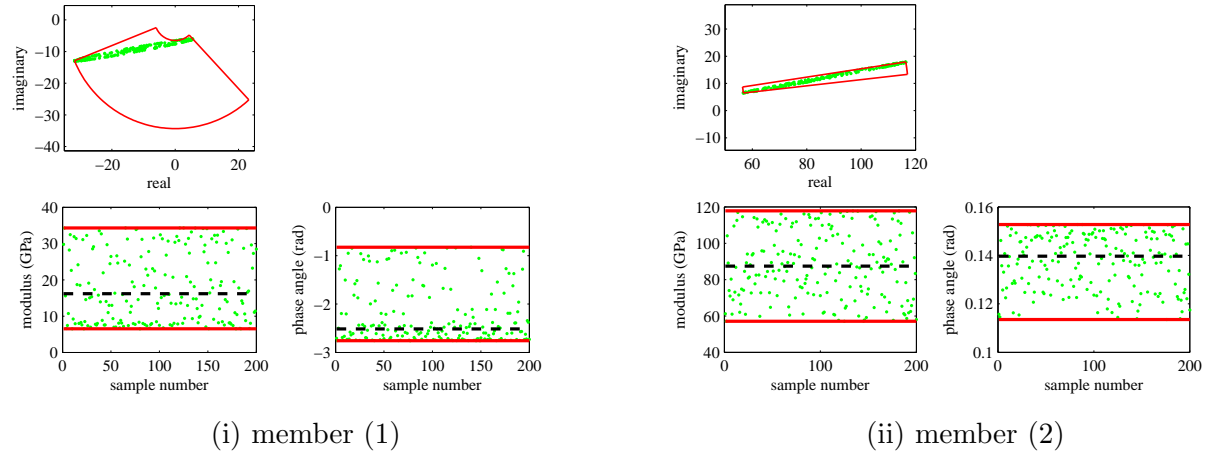 0
−10
−20
−30
−40
imaginary
−20 0 20
real
30
20
10
0
−10
imaginary
60 80 100 120
real
40
30
20
10
0
modulus (GPa)
0 50 100 150 200
sample number
0
−1
−2
−3
phase angle (rad)
0 50 100 150 200
sample number
120
100
80
60
40
modulus (GPa)
0 100 200
sample number
0.16
0.14
0.12
0.1
phase angle (rad)
0 100 200
sample number
(i) member (1)
(ii) member (2)